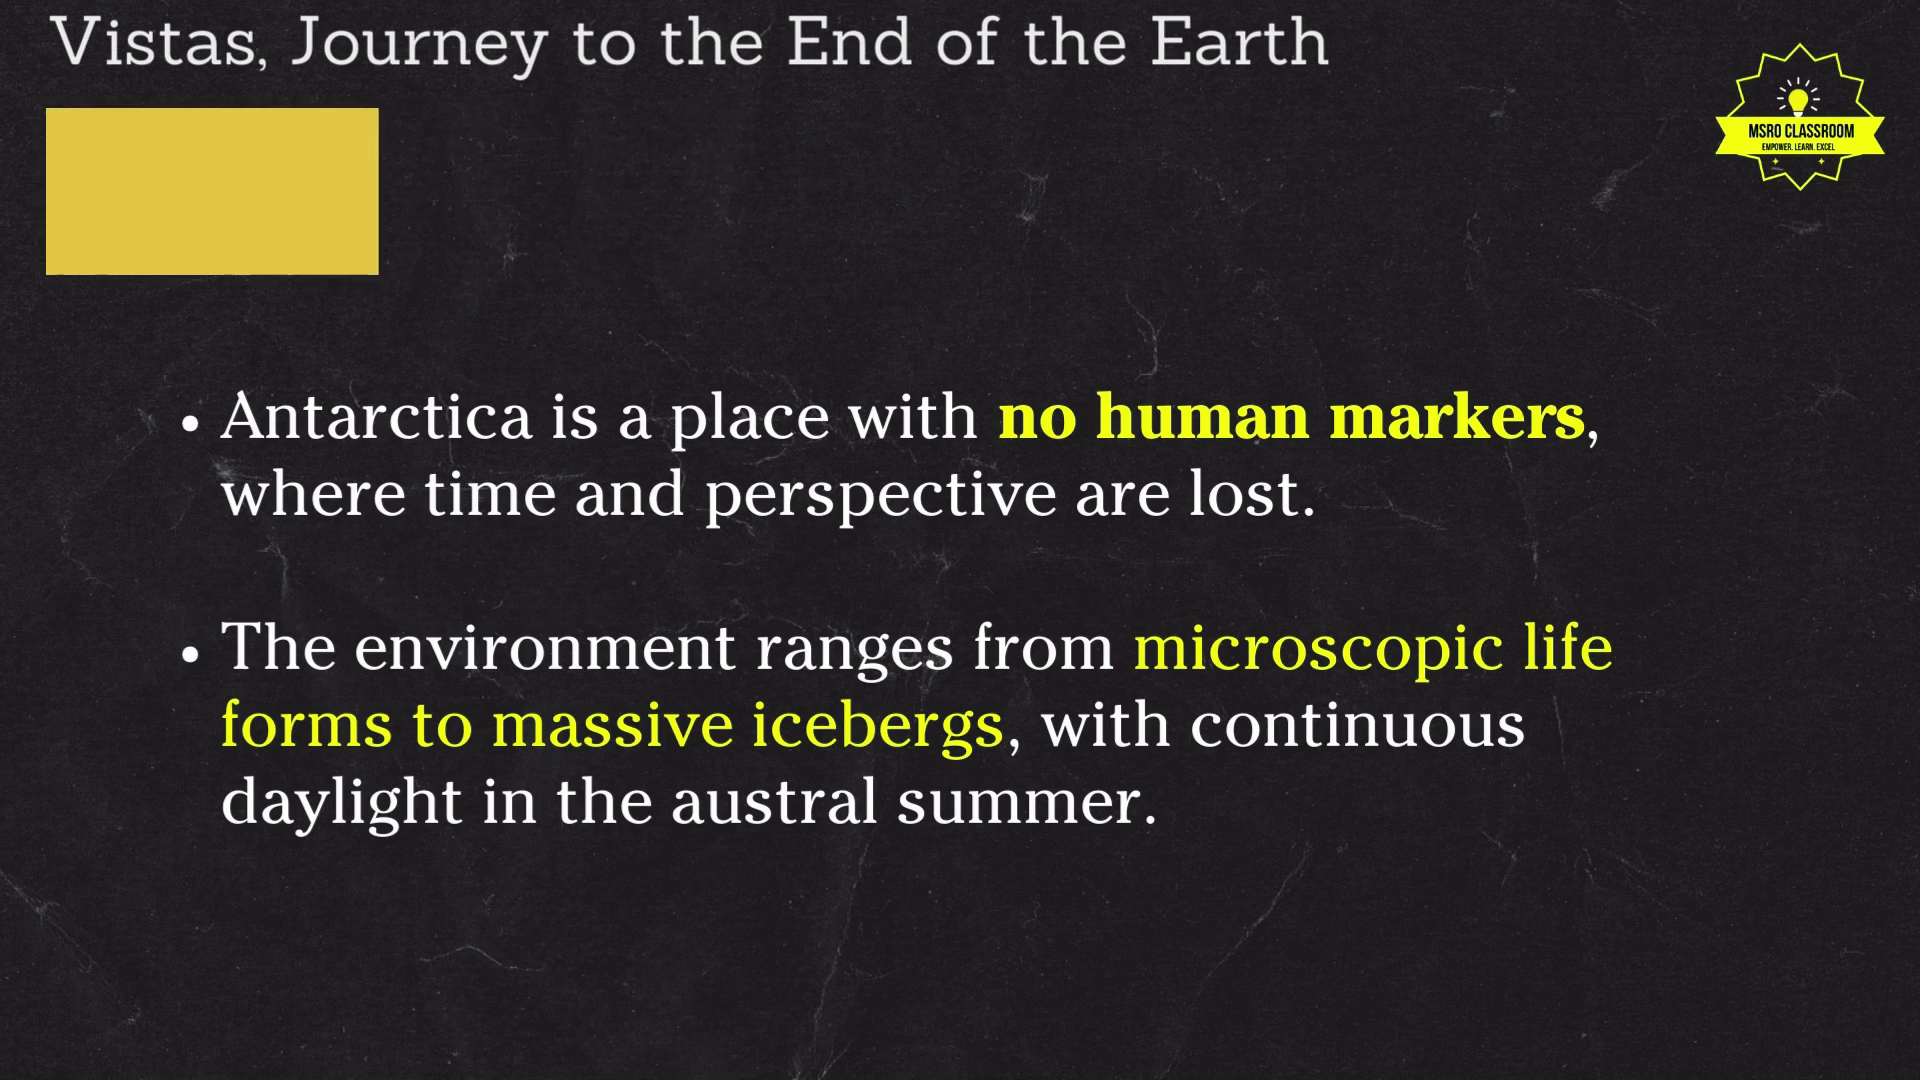 Vistas, Journey to the End of the Earth
MSRO CLASSROOM
EMPOWER. LEARN. EXCEL
• Antarctica is a place with no human markers,
where time and perspective are lost.
• The environment ranges from microscopic life
forms to massive icebergs, with continuous
daylight in the austral summer.